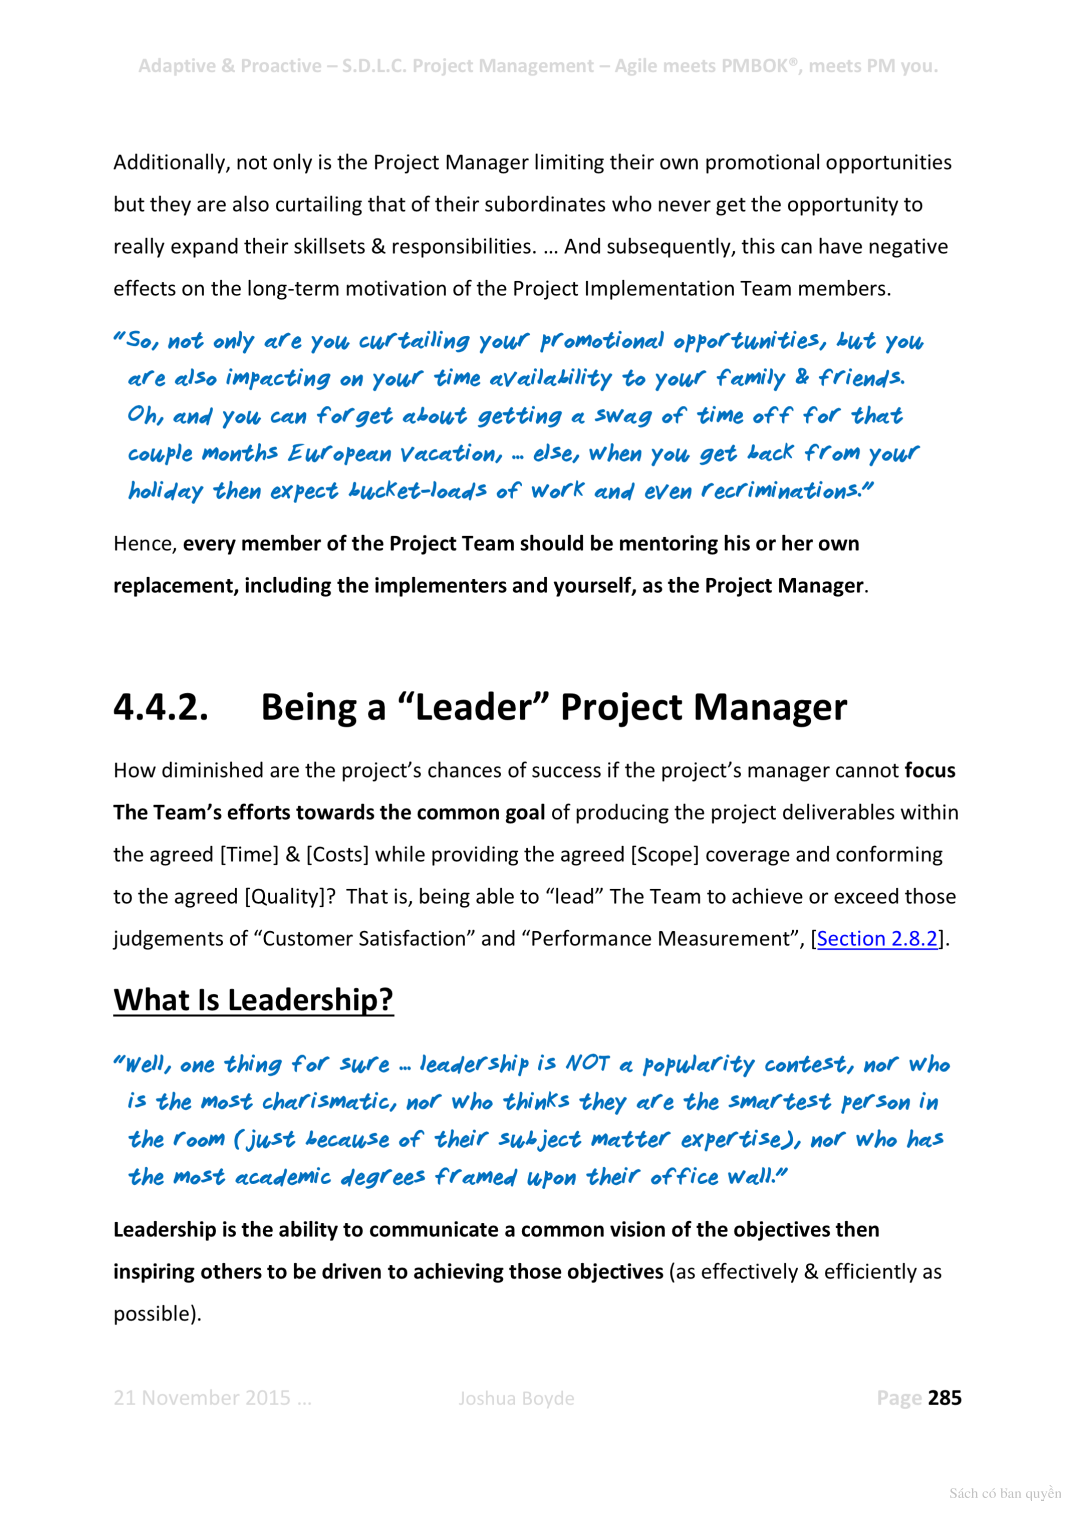 Adaptive & Proactive – S.D.L.C. Project Management – Agile meets PMBOK®, meets PM you.
Additionally, not only is the Project Manager limiting their own promotional opportunities
but they are also curtailing that of their subordinates who never get the opportunity to
really expand their skillsets & responsibilities. … And subsequently, this can have negative
effects on the long-term motivation of the Project Implementation Team members.
“So, not only are you curtailing your promotional opportunities, but you
are also impacting on your time availability to your family & friends.
Oh, and you can forget about getting a swag of time off for that
couple months European vacation, … else, when you get back from your
holiday then expect bucket-loads of work and even recriminations.”
Hence, every member of the Project Team should be mentoring his or her own
replacement, including the implementers and yourself, as the Project Manager.
4.4.2. Being a “Leader” Project Manager
How diminished are the project’s chances of success if the project’s manager cannot focus
The Team’s efforts towards the common goal of producing the project deliverables within
the agreed [Time] & [Costs] while providing the agreed [Scope] coverage and conforming
to the agreed [Quality]? That is, being able to “lead” The Team to achieve or exceed those
judgements of “Customer Satisfaction” and “Performance Measurement”, [Section 2.8.2].
What Is Leadership?
“Well, one thing for sure … leadership is NOT a popularity contest, nor who
is the most charismatic, nor who thinks they are the smartest person in
the room (just because of their subject matter expertise), nor who has
the most academic degrees framed upon their office wall.”
Leadership is the ability to communicate a common vision of the objectives then
inspiring others to be driven to achieving those objectives (as effectively & efficiently as
possible).
21 November 2015 … Joshua Boyde Page 285
Sách có bản quyền